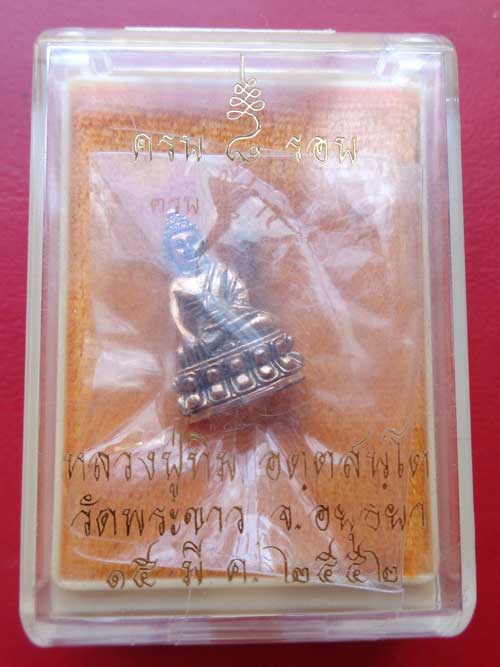 ครบ ๘ รอบ
หลวงปู่ทิม อตฺตสนฺโต
วัดพระขาว จ.อยุธยา
๑๕ มี.ค. ๒๕๕๒